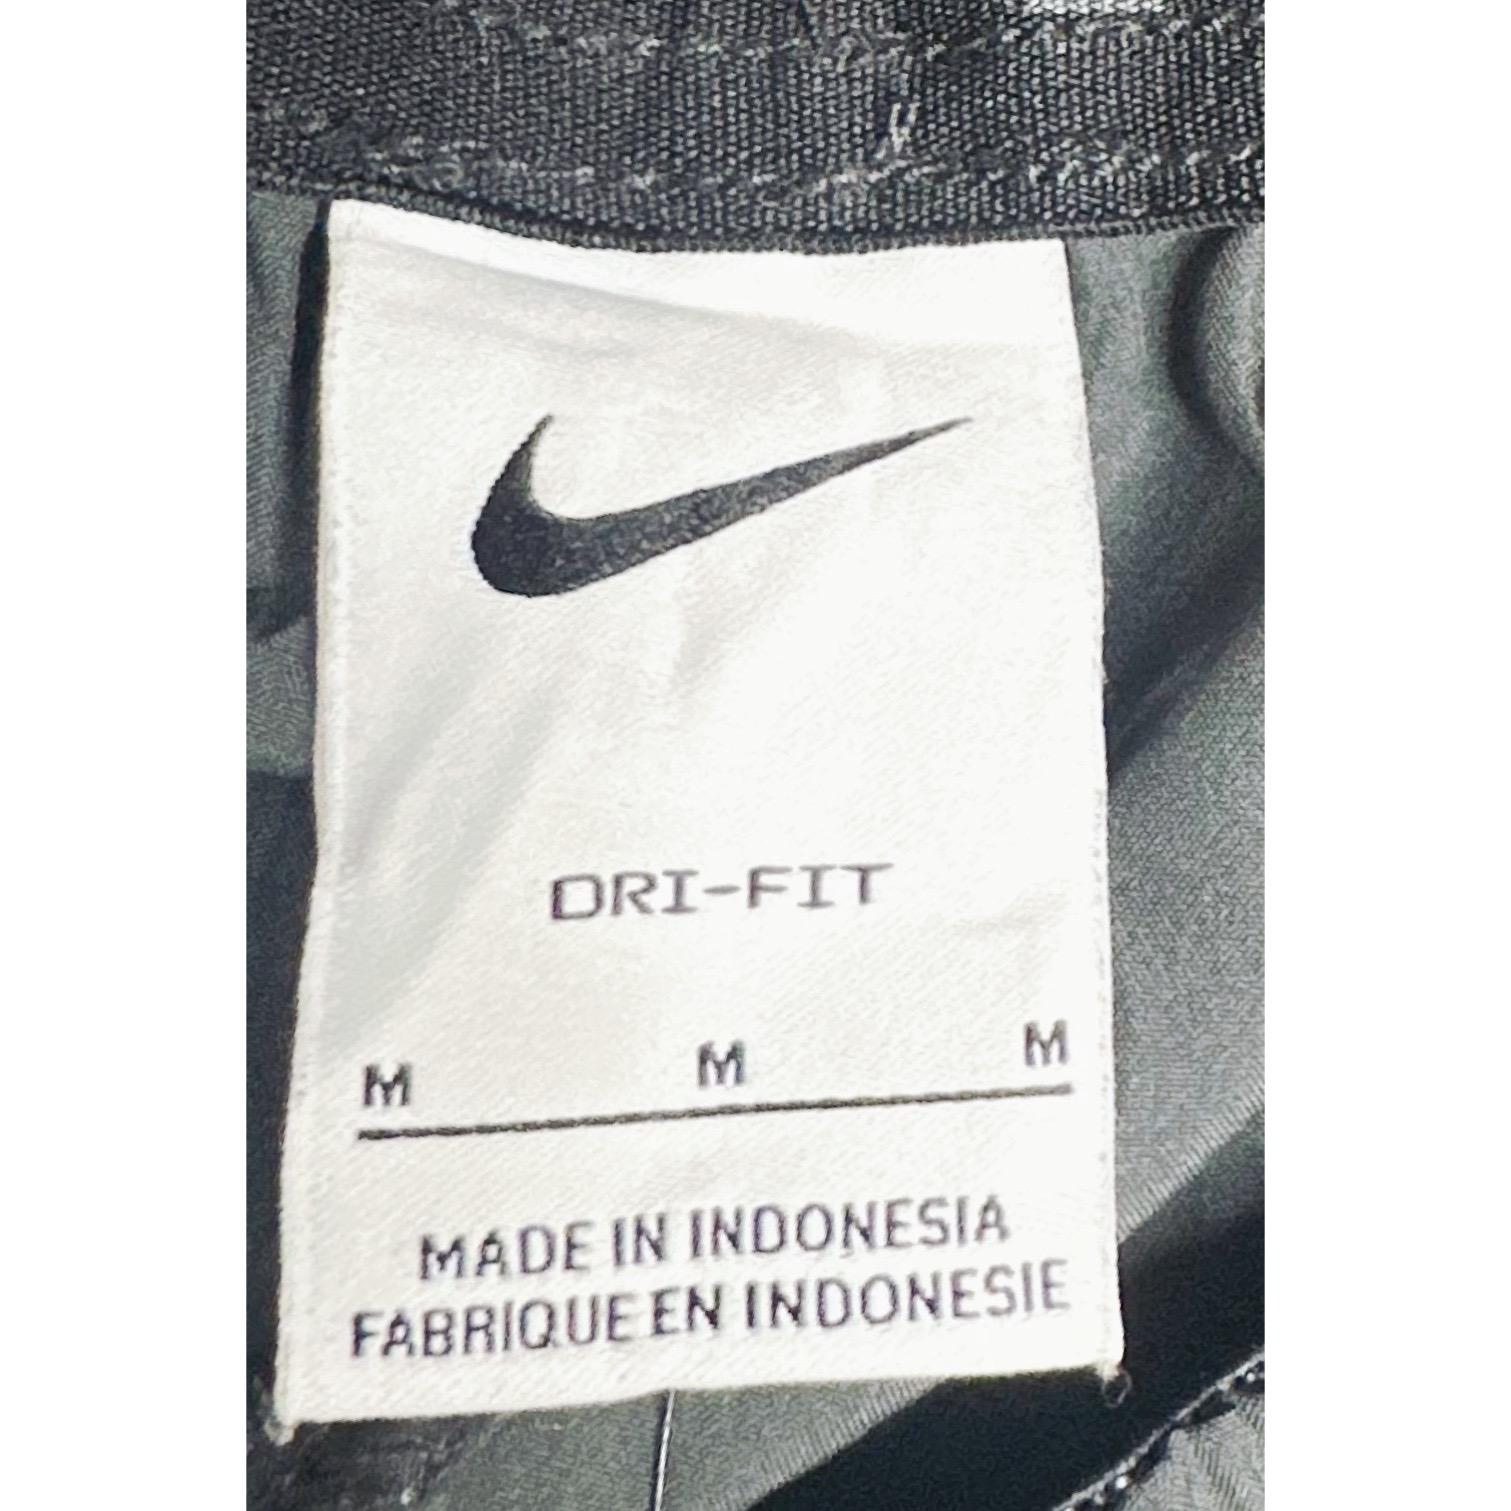 DRI-FIT
M M M
MADE IN INDONESIA
FABRIQUE EN INDONESIE